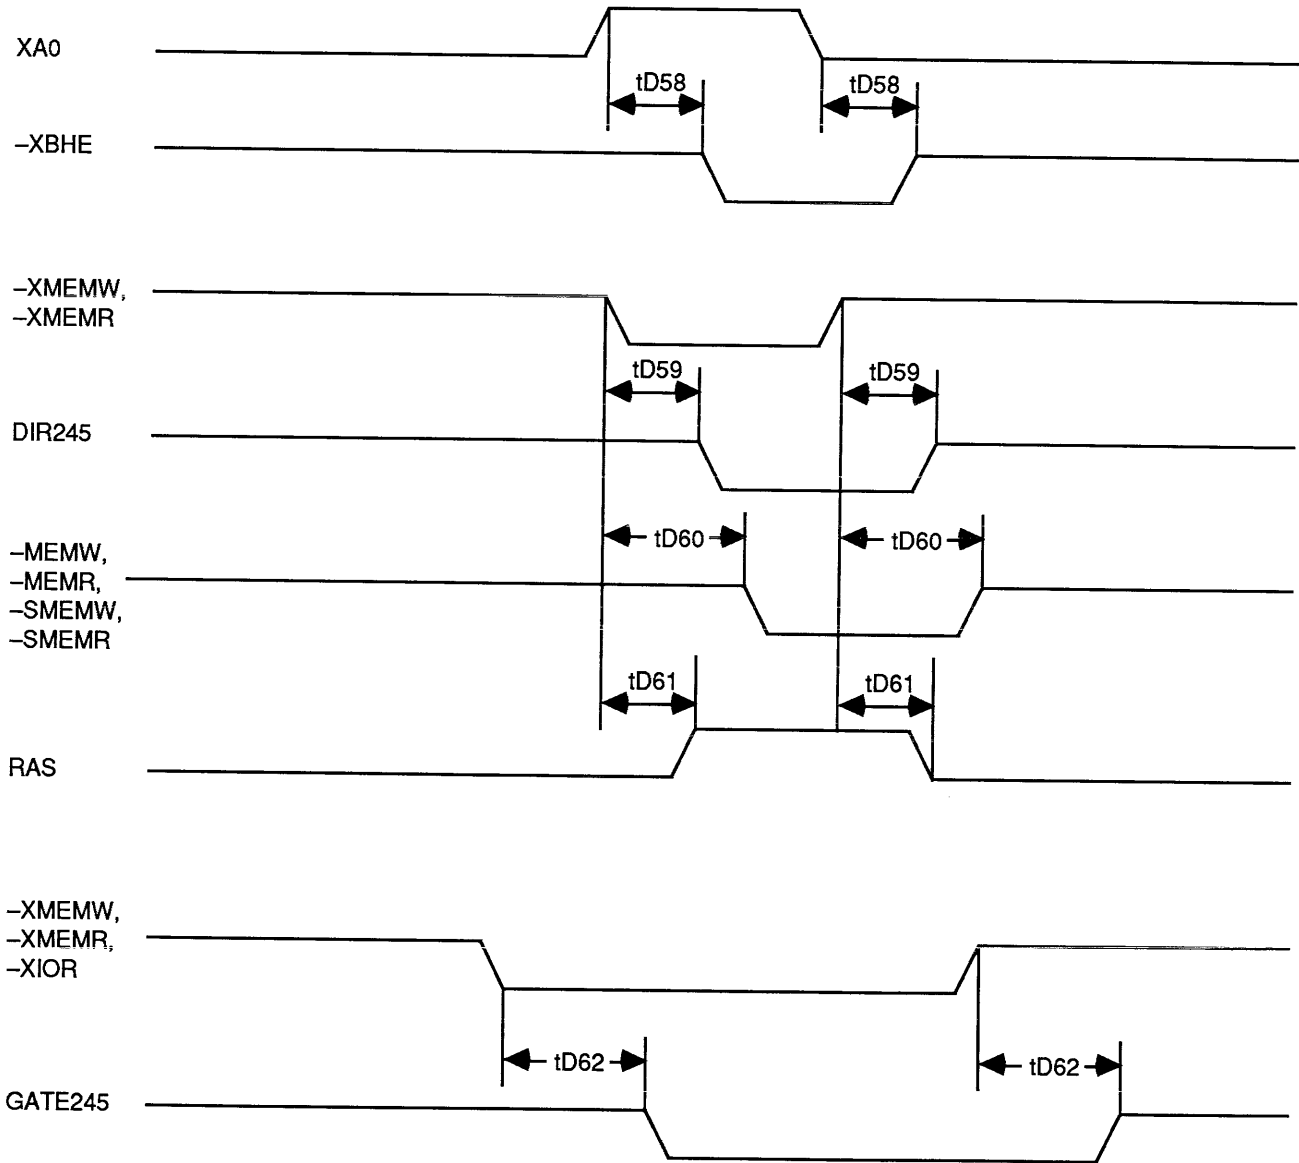 XA0
tD58
tD58
–XBHE
–XMEMW,
–XMEMR
tD59
tD59
DIR245
tD60
tD60
–MEMW,
–MEMR,
–SMEMW,
–SMEMR
tD61
tD61
RAS
–XMEMW,
–XMEMR,
–XIOR
tD62
tD62
GATE245